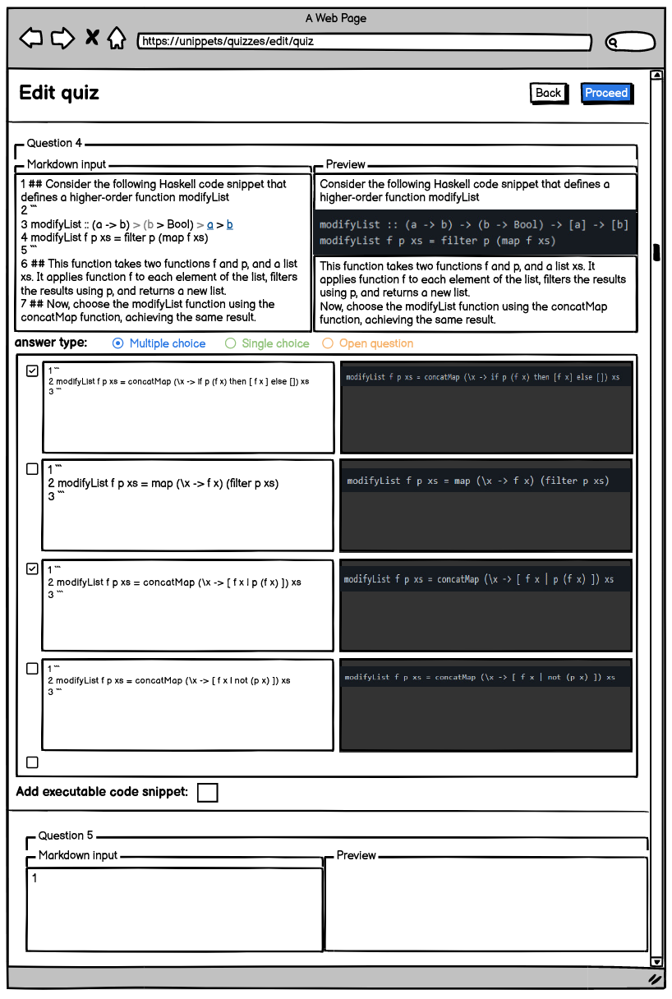 A Web Page
https://unippets/quizzes/edit/quiz
Edit quiz
Back
Proceed
Question 4
Markdown input
1 ## Consider the following Haskell code snippet that
defines a higher-order function modifyList
2 ```
3 modifyList :: (a -> b) > (b > Bool) > a > b
4 modifyList f p xs = filter p (map f xs)
5 ```
6 ## This function takes two functions f and p, and a list
xs. It applies function f to each element of the list, filters
the results using p, and returns a new list.
7 ## Now, choose the modifyList function using the
concatMap function, achieving the same result.
Preview
Consider the following Haskell code snippet that defines a
higher-order function modifyList
modifyList :: (a -> b) -> (b -> Bool) -> [a] -> [b]
modifyList f p xs = filter p (map f xs)
This function takes two functions f and p, and a list xs. It
applies function f to each element of the list, filters the results
using p, and returns a new list.
Now, choose the modifyList function using the concatMap
function, achieving the same result.
answer type:
Multiple choice
Single choice
Open question
1 ```
2 modifyList f p xs = concatMap (\x -> if p (f x) then [ f x ] else []) xs
3 ```
modifyList f p xs = concatMap (\x -> if p (f x) then [f x] else []) xs
1 ```
2 modifyList f p xs = map (\x -> f x) (filter p xs)
3 ```
modifyList f p xs = map (\x -> f x) (filter p xs)
1 ```
2 modifyList f p xs = concatMap (\x -> [ f x | p (f x) ]) xs
3 ```
modifyList f p xs = concatMap (\x -> [ f x | p (f x) ]) xs
1 ```
2 modifyList f p xs = concatMap (\x -> [ f x | not (p x) ]) xs
3 ```
modifyList f p xs = concatMap (\x -> [ f x | not (p x) ]) xs
Add executable code snippet:
Question 5
Markdown input
1
Preview